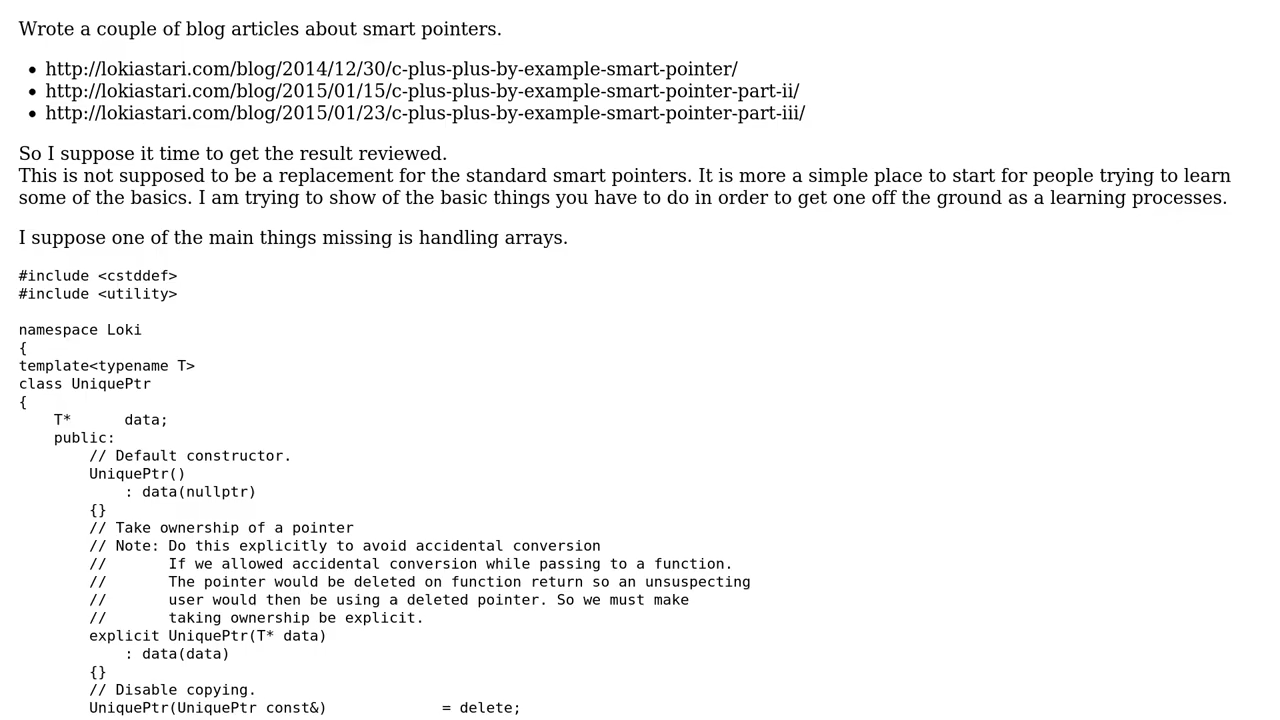 Wrote a couple of blog articles about smart pointers.
• http://lokiastari.com/blog/2014/12/30/c-plus-plus-by-example-smart-pointer/
• http://lokiastari.com/blog/2015/01/15/c-plus-plus-by-example-smart-pointer-part-ii/
• http://lokiastari.com/blog/2015/01/23/c-plus-plus-by-example-smart-pointer-part-iii/
So I suppose it time to get the result reviewed.
This is not supposed to be a replacement for the standard smart pointers. It is more a simple place to start for people trying to learn
some of the basics. I am trying to show of the basic things you have to do in order to get one off the ground as a learning processes.
I suppose one of the main things missing is handling arrays.
#include <cstddef>
#include <utility>

namespace Loki
{
template<typename T>
class UniquePtr
{
    T*      data;
    public:
        // Default constructor.
        UniquePtr()
            : data(nullptr)
        {}
        // Take ownership of a pointer
        // Note: Do this explicitly to avoid accidental conversion
        //       If we allowed accidental conversion while passing to a function.
        //       The pointer would be deleted on function return so an unsuspecting
        //       user would then be using a deleted pointer. So we must make
        //       taking ownership be explicit.
        explicit UniquePtr(T* data)
            : data(data)
        {}
        // Disable copying.
        UniquePtr(UniquePtr const&)             = delete;